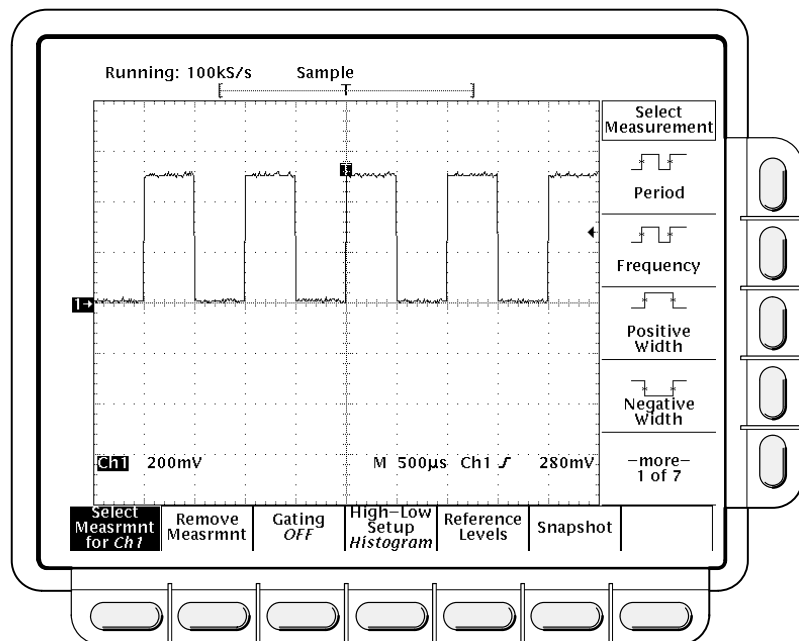 Running: 100kS/s Sample
T
Select
Measurement
Period
Frequency
Positive
Width
Negative
Width
–more–
1 of 7
1→
Ch1 200mV M 500µs Ch1 280mV
Select
Measrmnt
for Ch1
Remove
Measrmnt
Gating
OFF
High–Low
Setup
Histogram
Reference
Levels
Snapshot